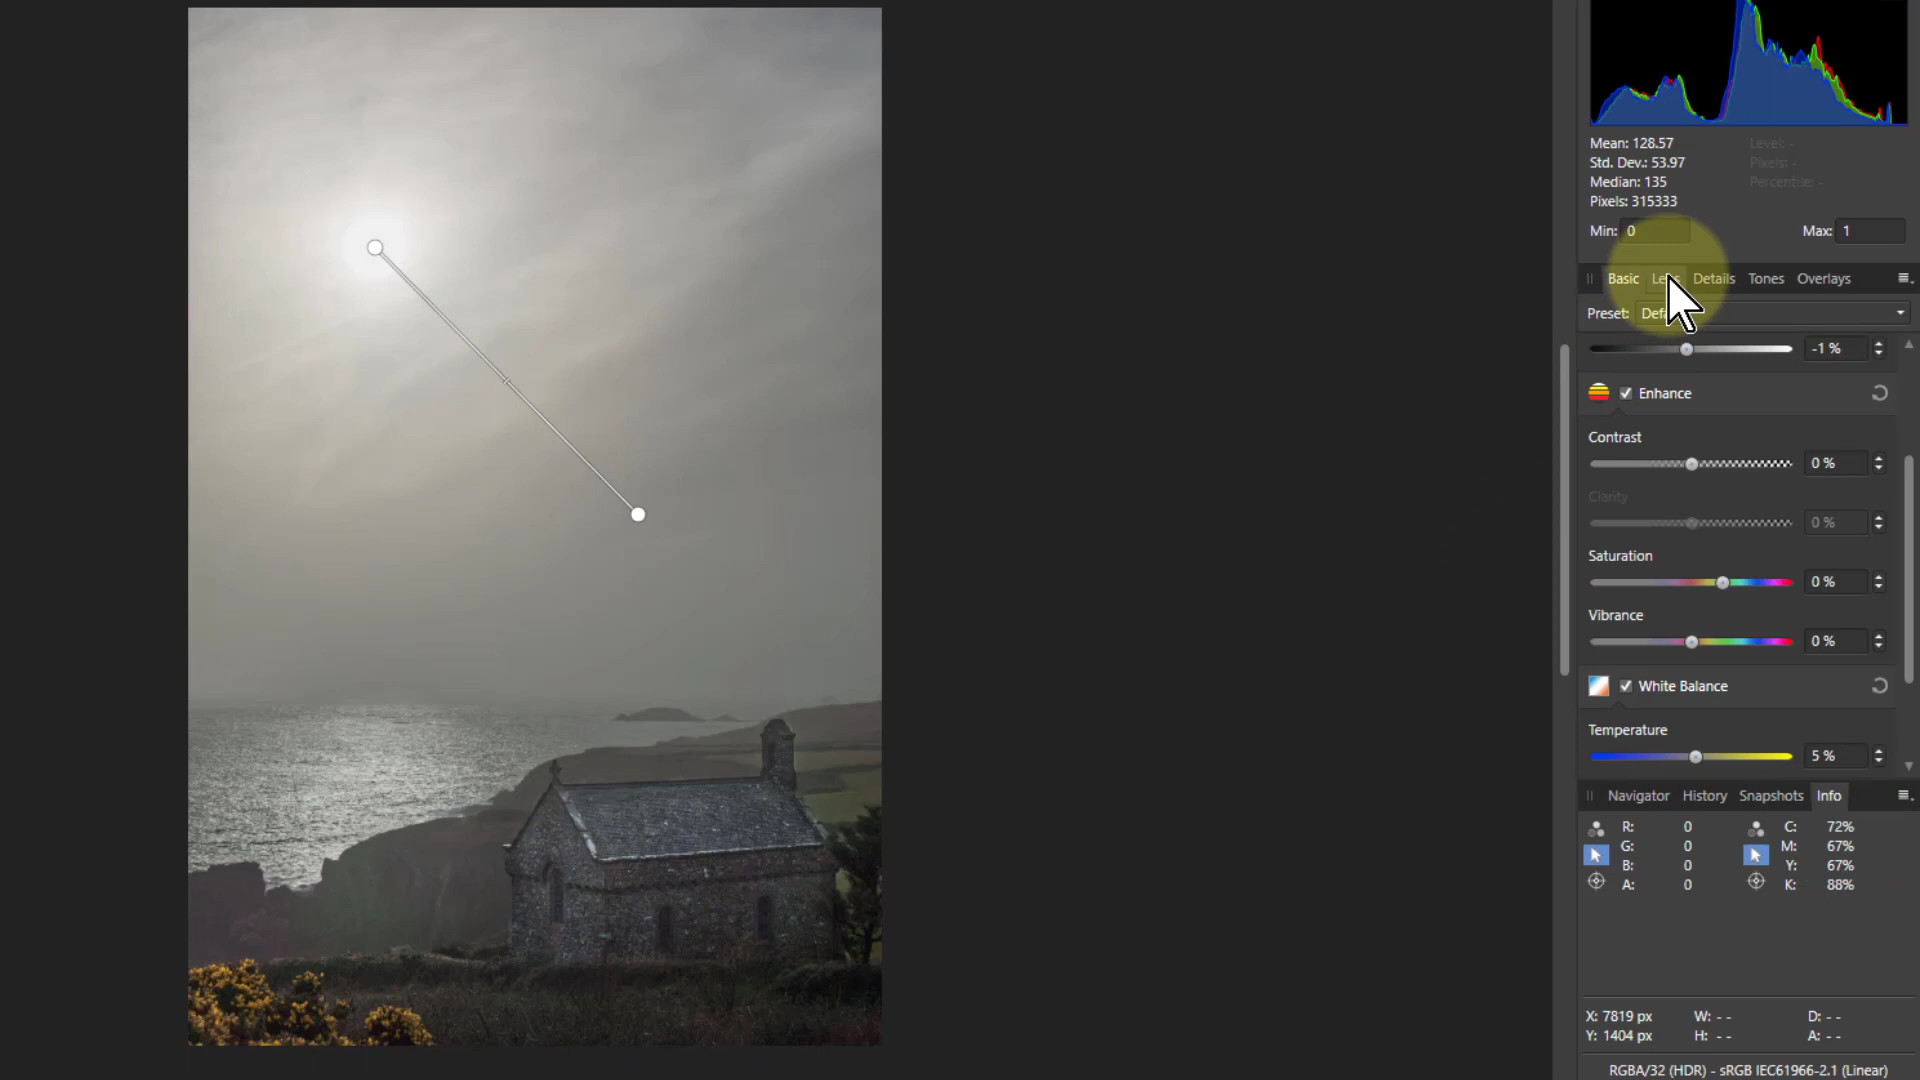 Mean: 128.57 Level: -
Std. Dev.: 53.97 Pixels: -
Median: 135 Percentile: -
Pixels: 315333
Min: 0 Max: 1
Basic Details Tones Overlays
Preset:
-1 %
Enhance
Contrast
0 %
Clarity
0 %
Saturation
0 %
Vibrance
0 %
White Balance
Temperature
5 %
Navigator History Snapshots Info
R: 0 C: 72%
G: 0 M: 67%
B: 0 Y: 67%
A: 0 K: 88%
X: 7819 px W: - - D: - -
Y: 1404 px H: - - A: - -
RGBA/32 (HDR) - sRGB IEC61966-2.1 (Linear)